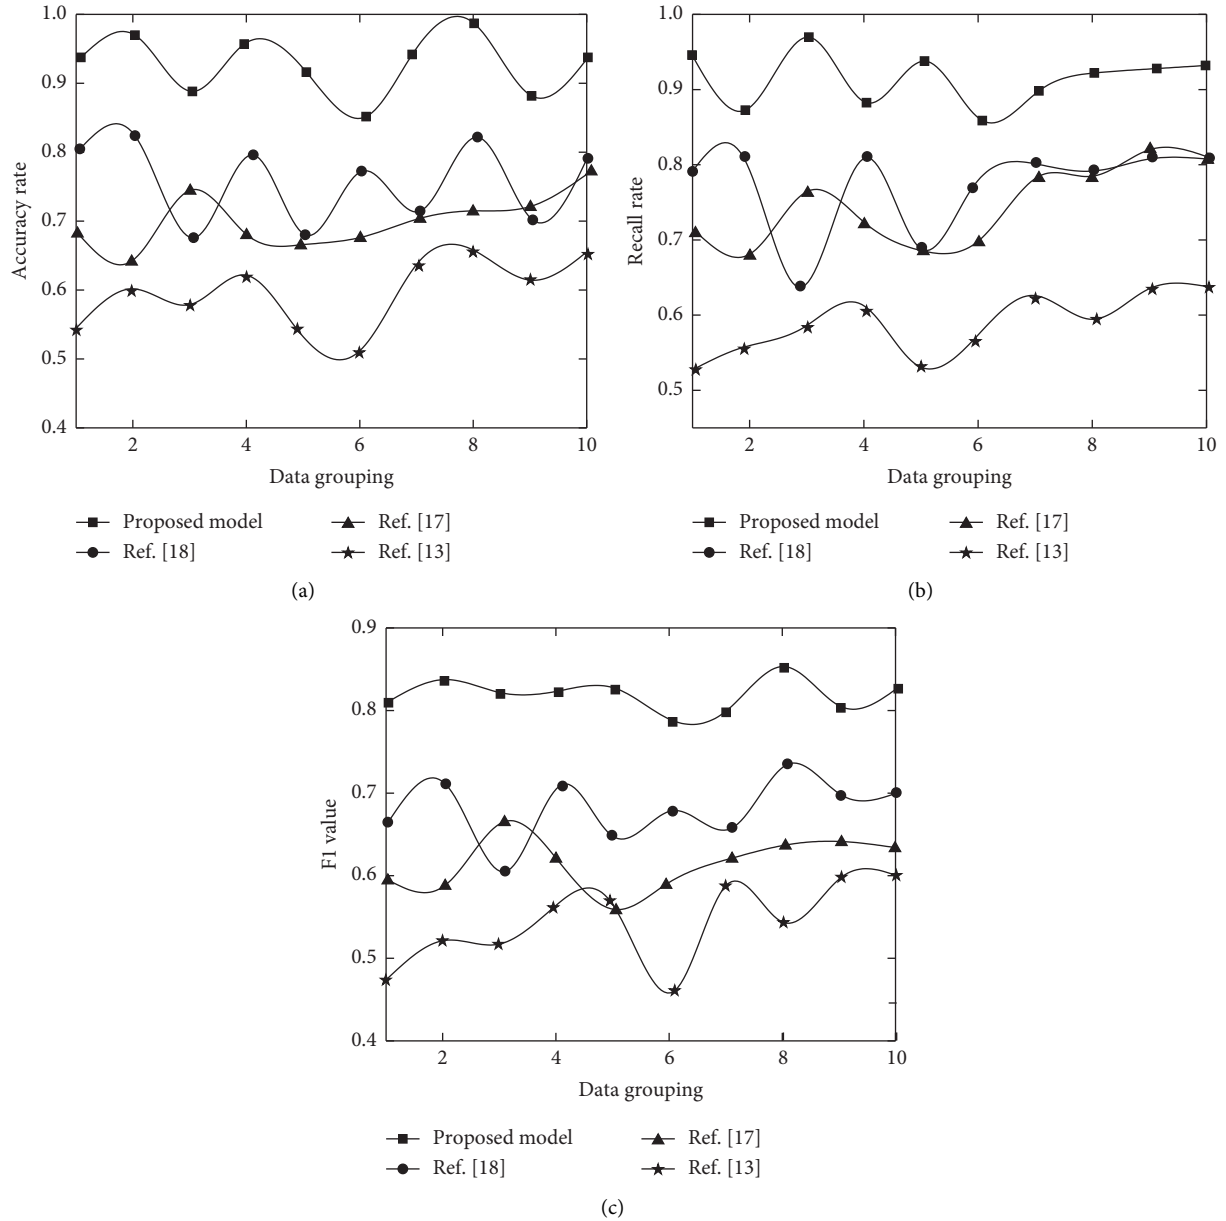 1.0
0.9
0.8
0.7
0.6
0.5
0.4
Accuracy rate
2 4 6 8 10
Data grouping
Proposed model Ref. [17]
Ref. [18] Ref. [13]
(a)
1.0
0.9
0.8
0.7
0.6
0.5
Recall rate
2 4 6 8 10
Data grouping
Proposed model Ref. [17]
Ref. [18] Ref. [13]
(b)
0.9
0.8
0.7
0.6
0.5
0.4
F1 value
2 4 6 8 10
Data grouping
Proposed model Ref. [17]
Ref. [18] Ref. [13]
(c)